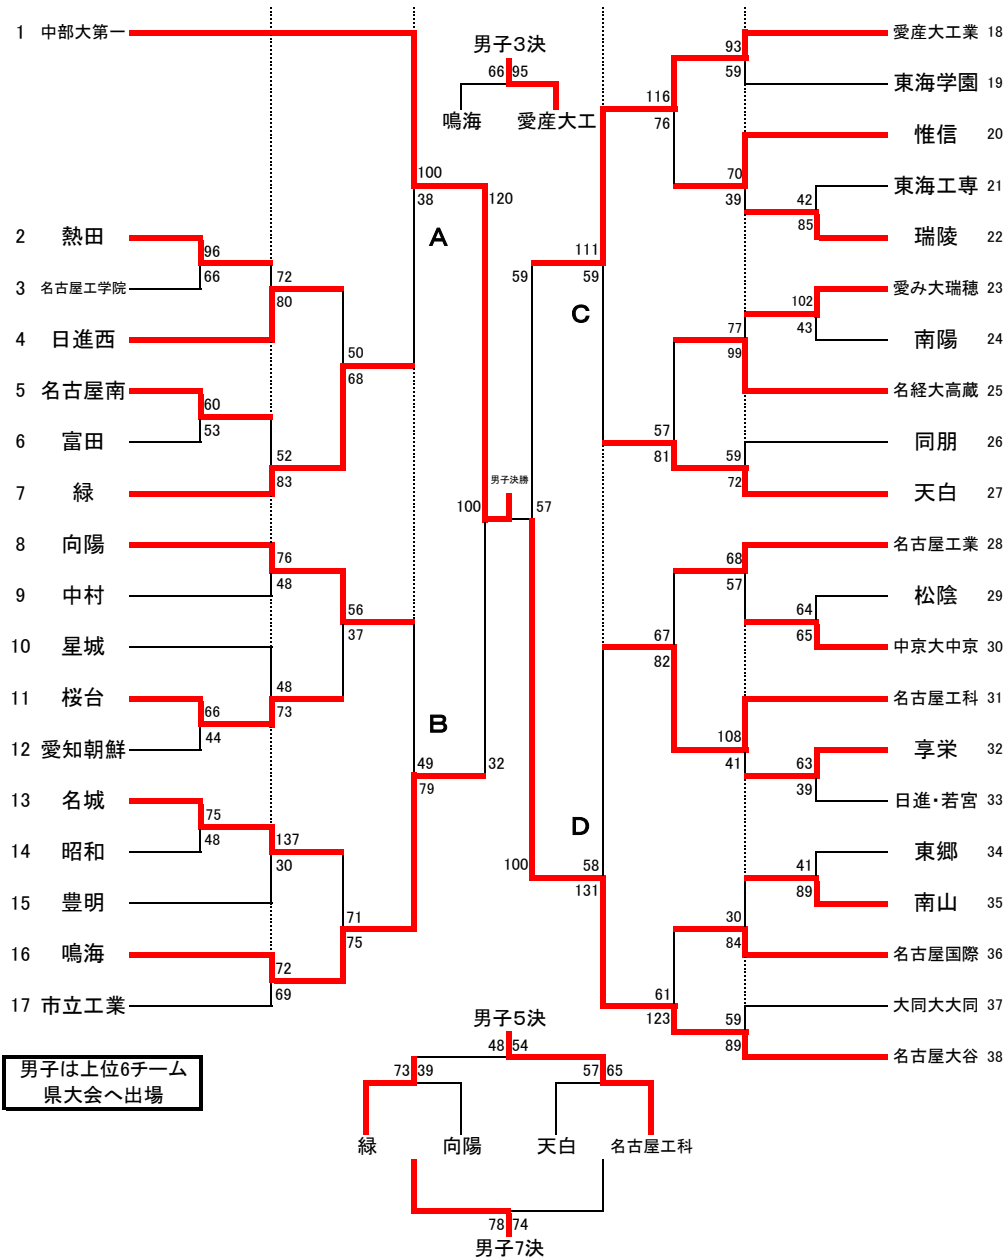 1 中部大第一
2 熱田
3 名古屋工学院
4 日進西
5 名古屋南
6 富田
7 緑
8 向陽
9 中村
10 星城
11 桜台
12 愛知朝鮮
13 名城
14 昭和
15 豊明
16 鳴海
17 市立工業
96
66
72
80
60
53
52
83
50
68
76
48
56
37
48
73
66
44
75
48
137
30
71
75
72
69
100
38
A
120
B
49
79
32
男子3決
66 95
鳴海 愛産大工
男子決勝
100 57
59
100
C
111
59
D
58
131
116
76
57
81
67
82
61
123
93
59
70
39
42
85
102
43
77
99
59
72
68
57
64
65
108
41
63
39
41
89
30
84
59
89
愛産大工業 18
東海学園 19
惟信 20
東海工専 21
瑞陵 22
愛み大瑞穂 23
南陽 24
名経大高蔵 25
同朋 26
天白 27
名古屋工業 28
松陰 29
中京大中京 30
名古屋工科 31
享栄 32
日進・若宮 33
東郷 34
南山 35
名古屋国際 36
大同大大同 37
名古屋大谷 38
男子は上位6チーム
県大会へ出場
男子5決
48 54
73 39 57 65
緑 向陽 天白 名古屋工科
78 74
男子7決